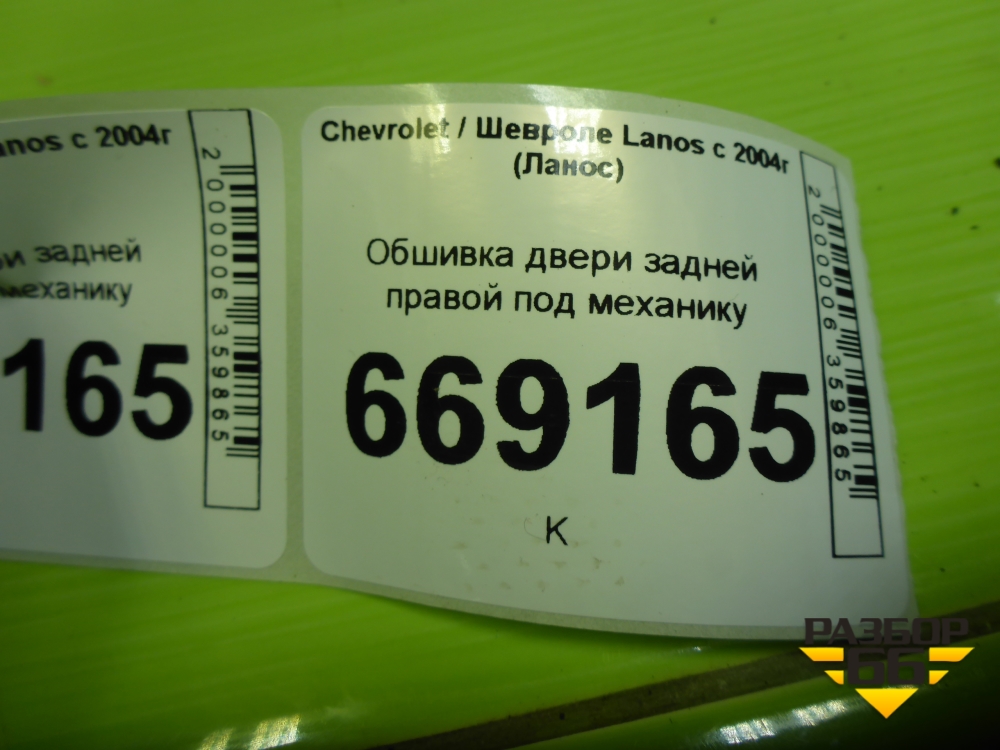 anos с 2004г
ри задней
механику
165
2000006359865
Chevrolet / Шевроле Lanos с 2004г
(Ланос)
Обшивка двери задней
правой под механику
669165
К
2000006359865
РАЗБОР
66